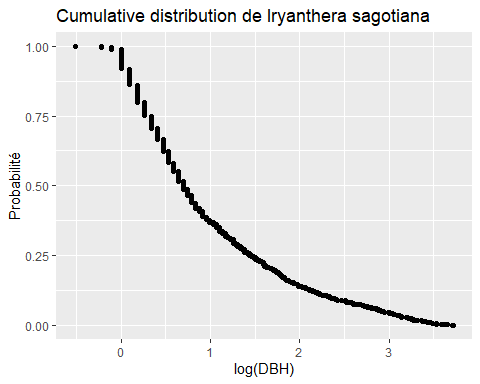 Cumulative distribution de Iryanthera sagotiana
1.00
0.75
0.50
0.25
0.00
Probabilité
0 1 2 3
log(DBH)